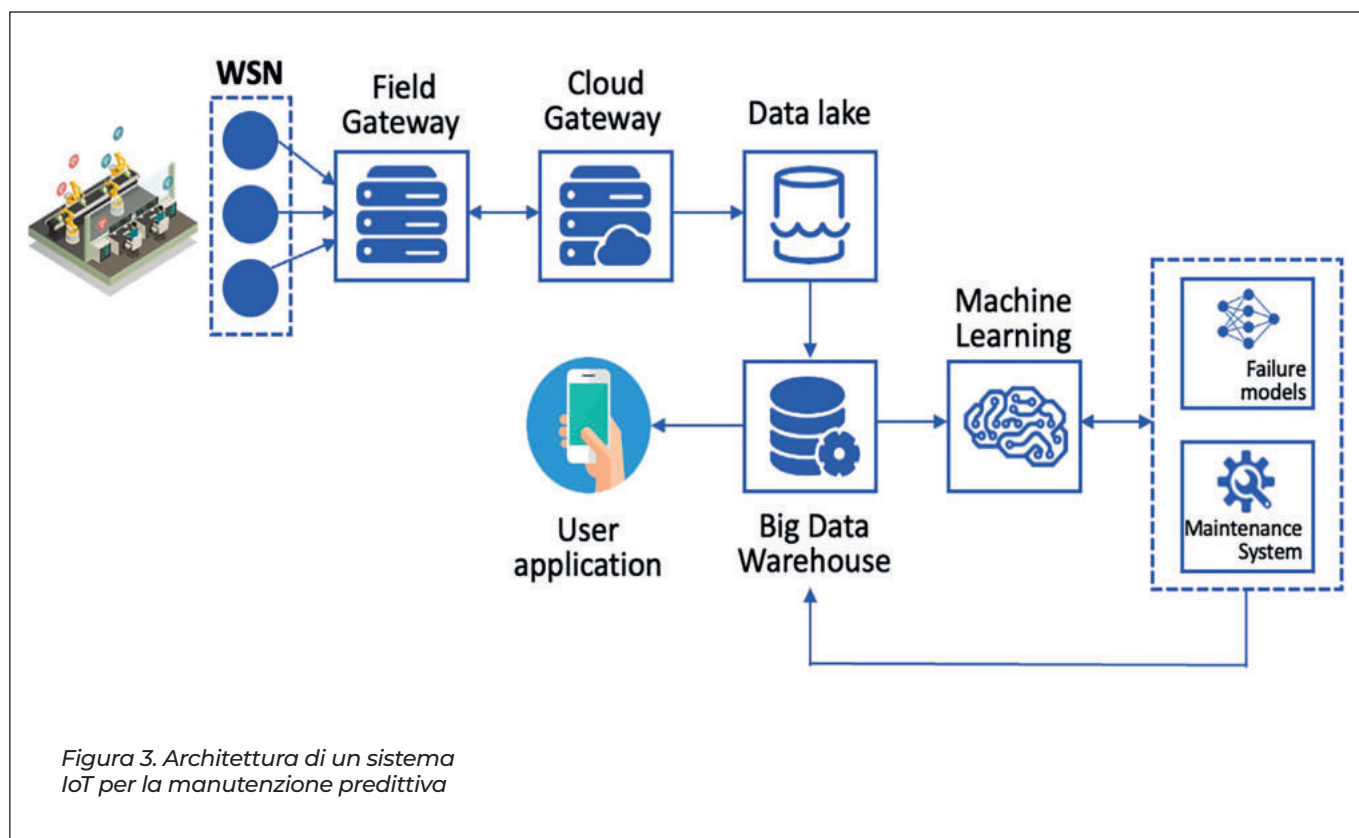 WSN
Field
Gateway
Cloud
Gateway
Data lake
Machine
Learning
Failure
models
Maintenance
System
User
application
Big Data
Warehouse
Figura 3. Architettura di un sistema
IoT per la manutenzione predittiva